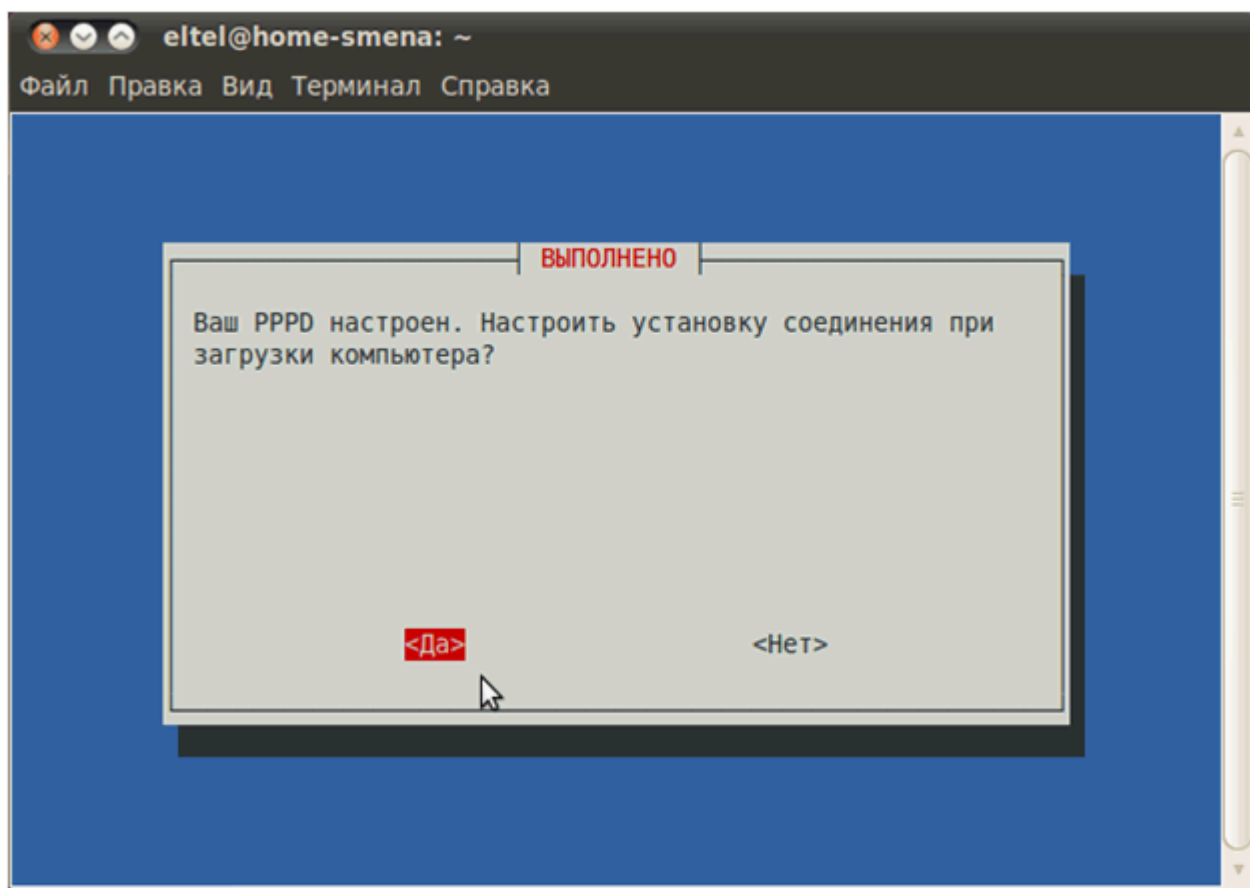 eltel@home-smena: ~
Файл Правка Вид Терминал Справка
ВЫПОЛНЕНО
Ваш PPPD настроен. Настроить установку соединения при
загрузки компьютера?
<Да> <Нет>